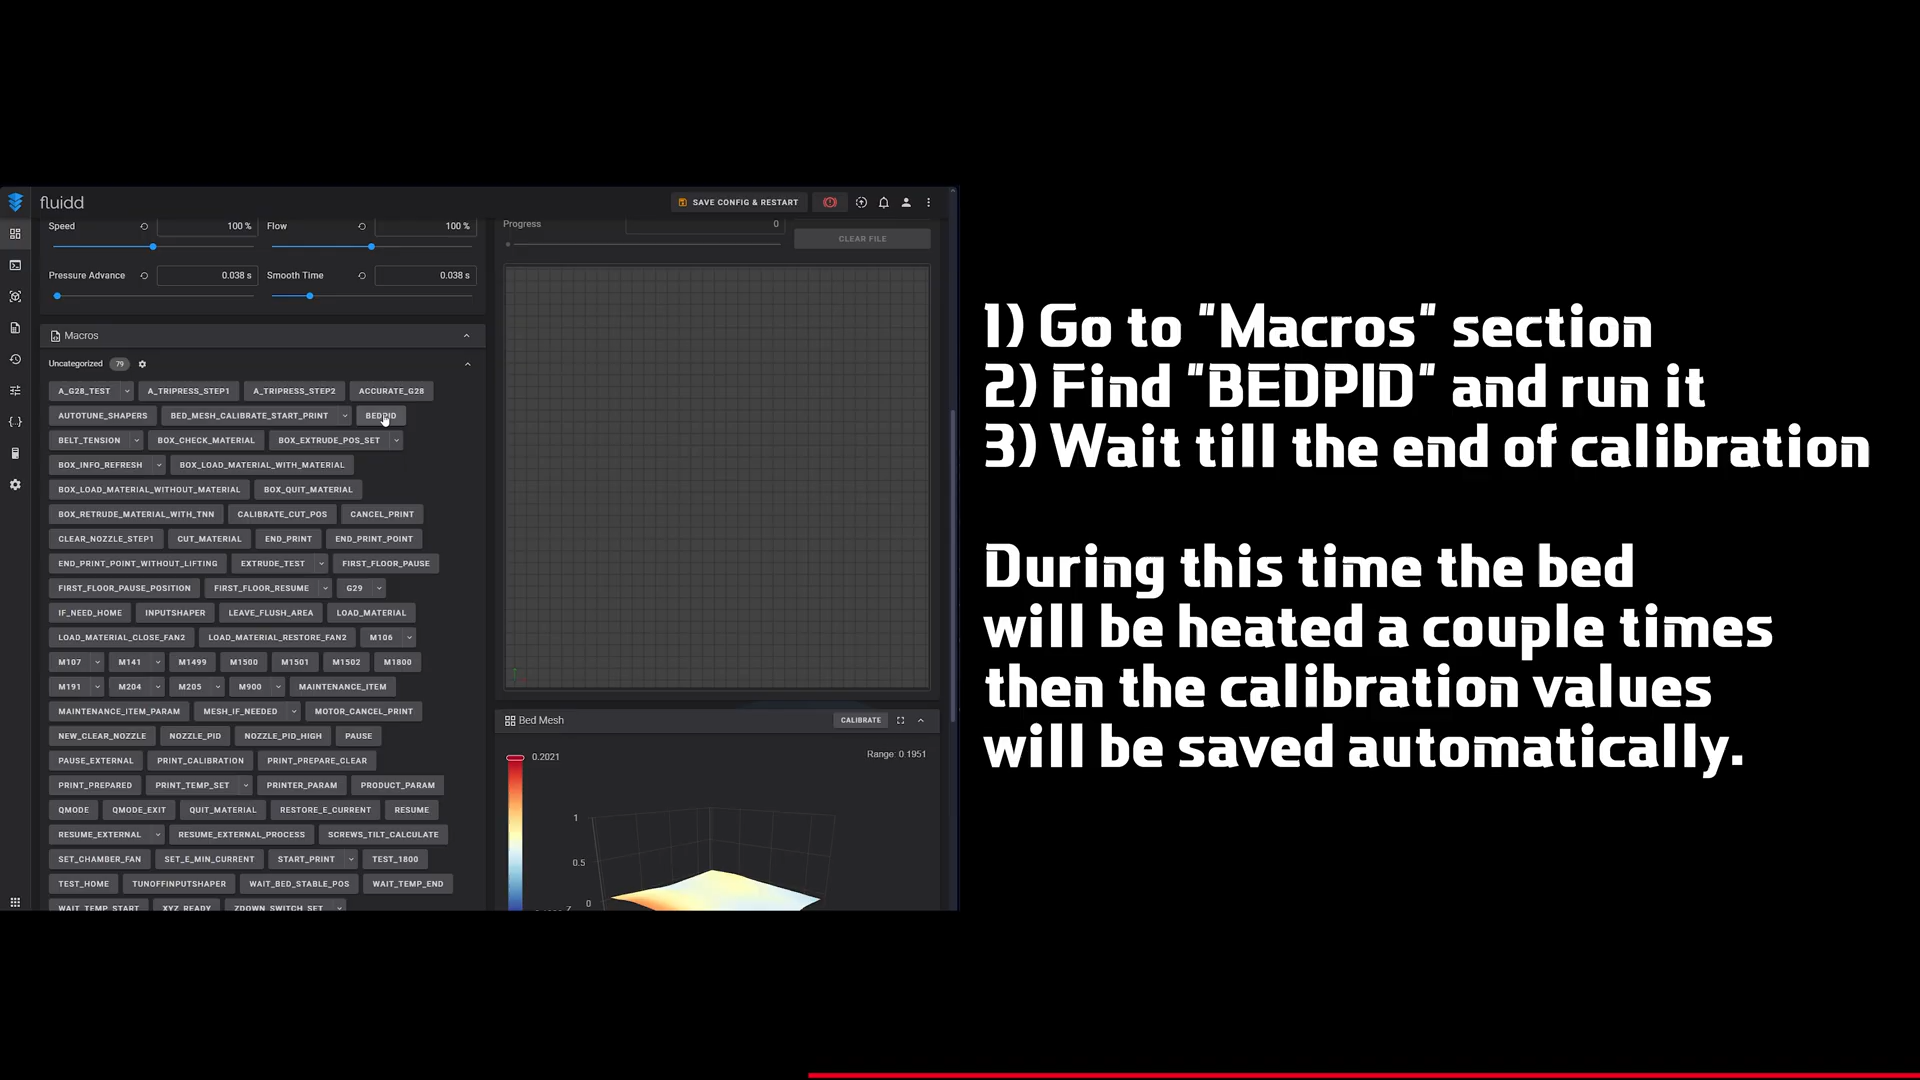 fluidd
SAVE CONFIG & RESTART
Speed
100 %
Flow
100 %
Pressure Advance
0.038 s
Smooth Time
0.038 s
Progress
0
CLEAR FILE
Macros
Uncategorized 79
A_G28_TEST A_TRIPRESS_STEP1 A_TRIPRESS_STEP2 ACCURATE_G28
AUTOTUNE_SHAPERS BED_MESH_CALIBRATE_START_PRINT BEDPID
BELT_TENSION BOX_CHECK_MATERIAL BOX_EXTRUDE_POS_SET
BOX_INFO_REFRESH BOX_LOAD_MATERIAL_WITH_MATERIAL
BOX_LOAD_MATERIAL_WITHOUT_MATERIAL BOX_QUIT_MATERIAL
BOX_RETRUDE_MATERIAL_WITH_TNN CALIBRATE_CUT_POS CANCEL_PRINT
CLEAR_NOZZLE_STEP1 CUT_MATERIAL END_PRINT END_PRINT_POINT
END_PRINT_POINT_WITHOUT_LIFTING EXTRUDE_TEST FIRST_FLOOR_PAUSE
FIRST_FLOOR_PAUSE_POSITION FIRST_FLOOR_RESUME G29
IF_NEED_HOME INPUTSHAPER LEAVE_FLUSH_AREA LOAD_MATERIAL
LOAD_MATERIAL_CLOSE_FAN2 LOAD_MATERIAL_RESTORE_FAN2 M106
M107 M141 M1499 M1500 M1501 M1502 M1800
M191 M204 M205 M900 MAINTENANCE_ITEM
MAINTENANCE_ITEM_PARAM MESH_IF_NEEDED MOTOR_CANCEL_PRINT
NEW_CLEAR_NOZZLE NOZZLE_PID NOZZLE_PID_HIGH PAUSE
PAUSE_EXTERNAL PRINT_CALIBRATION PRINT_PREPARE_CLEAR
PRINT_PREPARED PRINT_TEMP_SET PRINTER_PARAM PRODUCT_PARAM
QMODE QMODE_EXIT QUIT_MATERIAL RESTORE_E_CURRENT RESUME
RESUME_EXTERNAL RESUME_EXTERNAL_PROCESS SCREWS_TILT_CALCULATE
SET_CHAMBER_FAN SET_E_MIN_CURRENT START_PRINT TEST_1800
TEST_HOME TUNOFFINPUTSHAPER WAIT_BED_STABLE_POS WAIT_TEMP_END
WAIT_TEMP_START XYZ_READY ZDOWN_SWITCH_SET
Bed Mesh
CALIBRATE
0.2021
Range: 0.1951
1
0.5
0
1) Go to "Macros" section
2) Find "BEDPID" and run it
3) Wait till the end of calibration
During this time the bed
will be heated a couple times
then the calibration values
will be saved automatically.